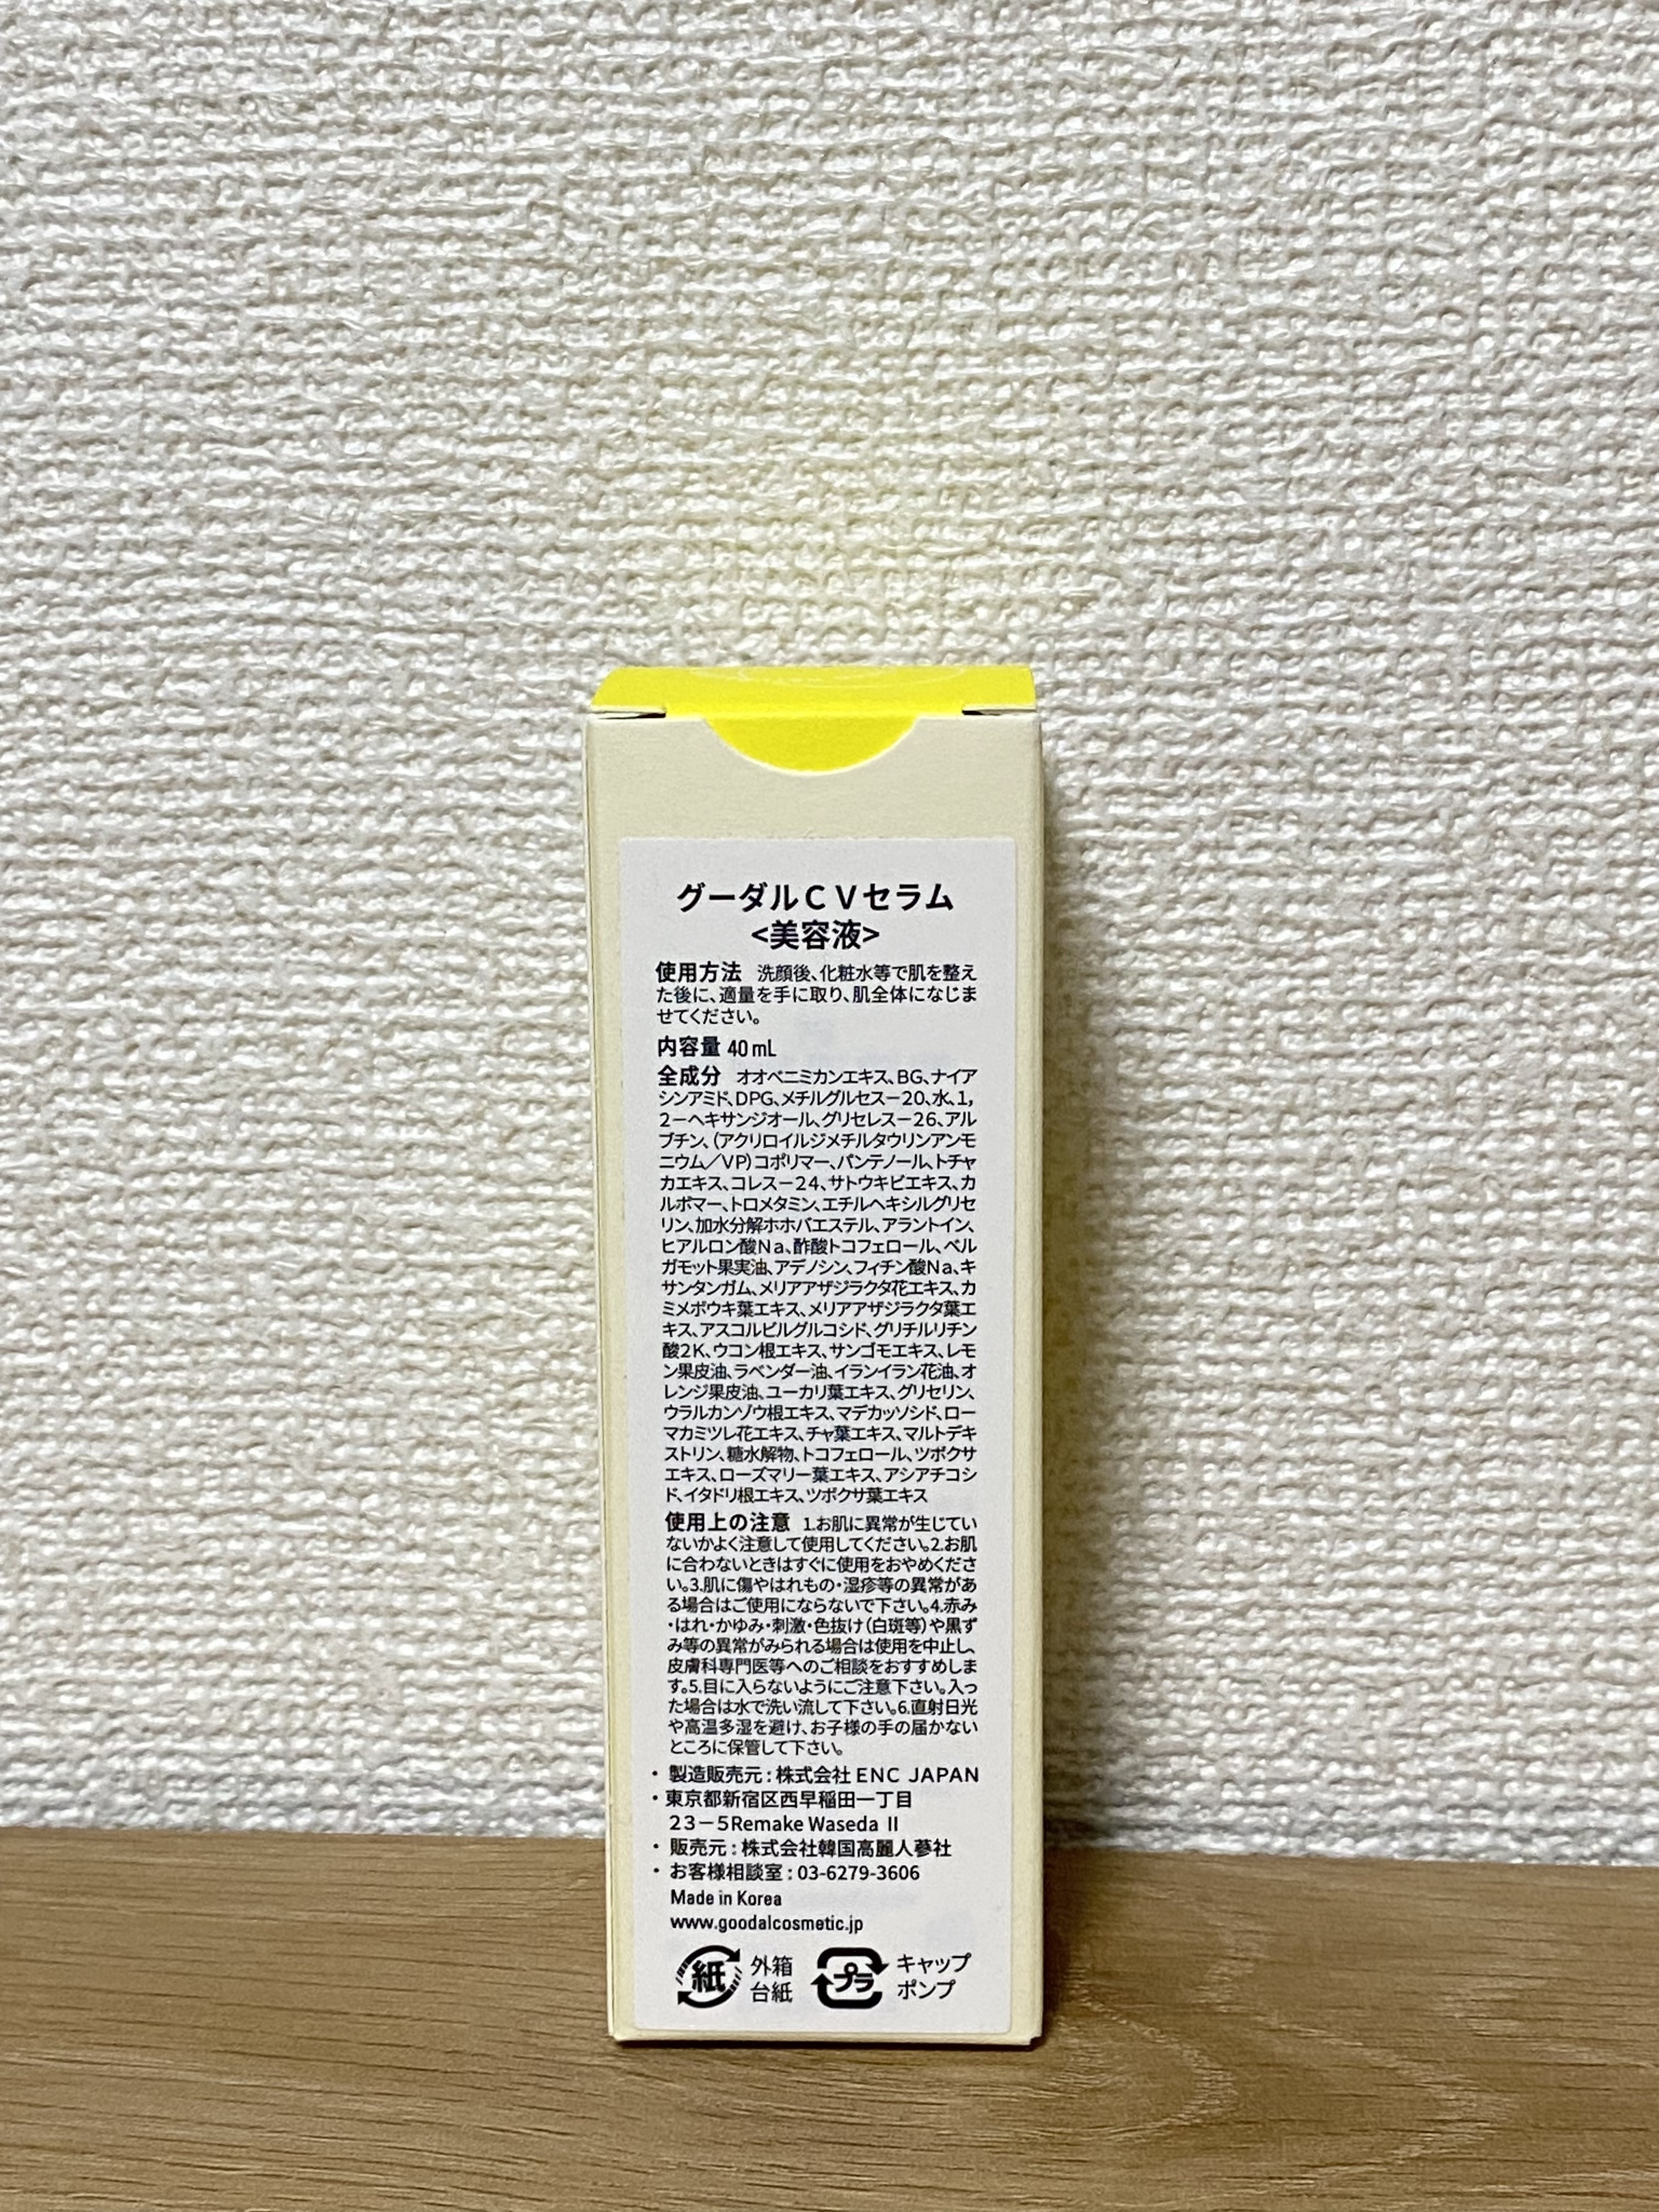 グーダルＣＶセラム
<美容液>
使用方法 洗顔後、化粧水等で肌を整え
た後に、適量を手に取り、肌全体になじま
せてください。
内容量 40 mL
全成分 オオベニミカンエキス、BG、ナイア
シンアミド、DPG、メチルグルセス－20、水、1,
2－ヘキサンジオール、グリセレス－26、アル
ブチン、(アクリロイルジメチルタウリンアンモ
ニウム／VP)コポリマー、パンテノール、トチャ
カエキス、コレス－24、サトウキビエキス、カ
ルボマー、トロメタミン、エチルヘキシルグリセ
リン、加水分解ホホバエステル、アラントイン、
ヒアルロン酸Na、酢酸トコフェロール、ベル
ガモット果実油、アデノシン、フィチン酸Na、キ
サンタンガム、メリアアザジラクタ花エキス、カ
ミメボウキ葉エキス、メリアアザジラクタ葉エ
キス、アスコルビルグルコシド、グリチルリチン
酸2K、ウコン根エキス、サンゴモエキス、レモ
ン果皮油、ラベンダー油、イランイラン花油、オ
レンジ果皮油、ユーカリ葉エキス、グリセリン、
ウラルカンゾウ根エキス、マデカッソシド、ロー
マカミツレ花エキス、チャ葉エキス、マルトデキ
ストリン、糖水解物、トコフェロール、ツボクサ
エキス、ローズマリー葉エキス、アシアチコシ
ド、イタドリ根エキス、ツボクサ葉エキス
使用上の注意 1.お肌に異常が生じてい
ないかよく注意して使用してください。2.お肌
に合わないときはすぐに使用をおやめくださ
い。3.肌に傷やはれもの・湿疹等の異常があ
る場合はご使用にならないで下さい。4.赤み
・はれ・かゆみ・刺激・色抜け（白斑等）や黒ず
み等の異常がみられる場合は使用を中止し、
皮膚科専門医等へのご相談をおすすめしま
す。5.目に入らないようにご注意下さい。入っ
た場合は水で洗い流して下さい。6.直射日光
や高温多湿を避け、お子様の手の届かない
ところに保管して下さい。
・ 製造販売元 : 株式会社 ENC JAPAN
・ 東京都新宿区西早稲田一丁目
23－5Remake Waseda Ⅱ
・ 販売元 : 株式会社韓国高麗人蔘社
・ お客様相談室 : 03-6279-3606
Made in Korea
www.goodalcosmetic.jp
紙 外箱 プラ キャップ
台紙 ポンプ